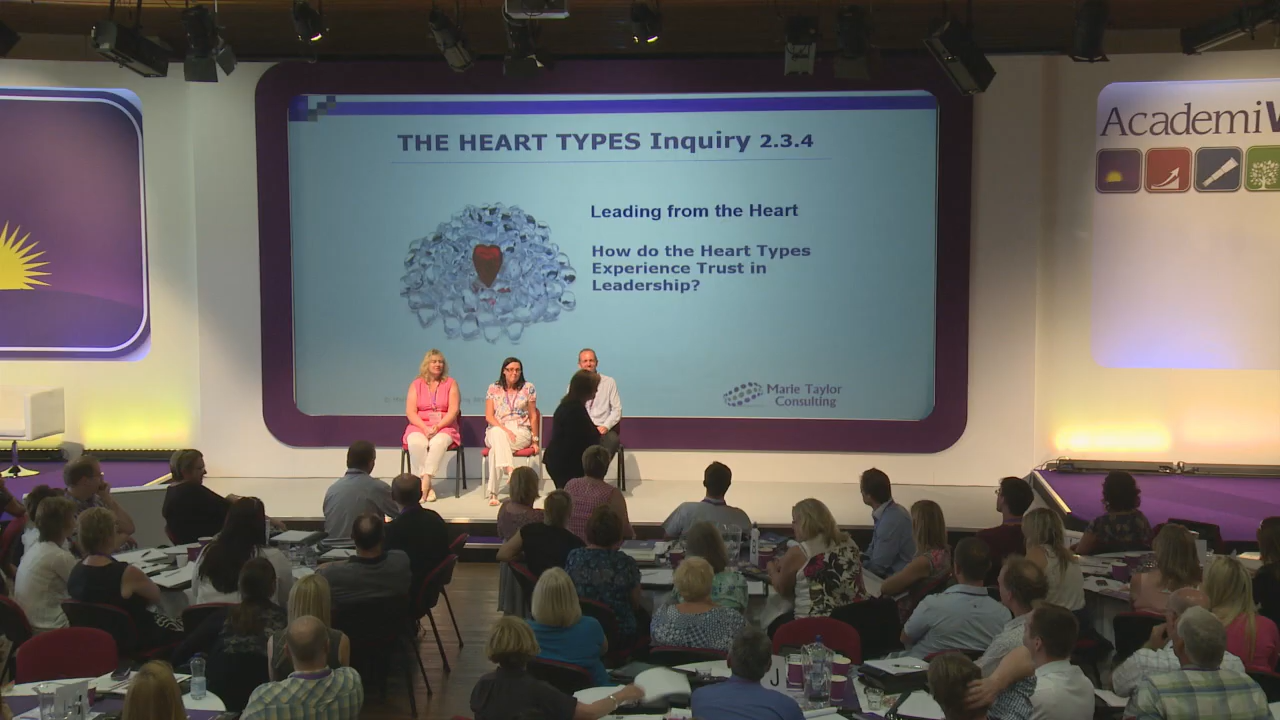 THE HEART TYPES Inquiry 2.3.4
Leading from the Heart
How do the Heart Types
Experience Trust in
Leadership?
Marie Taylor
Consulting
Academi
J